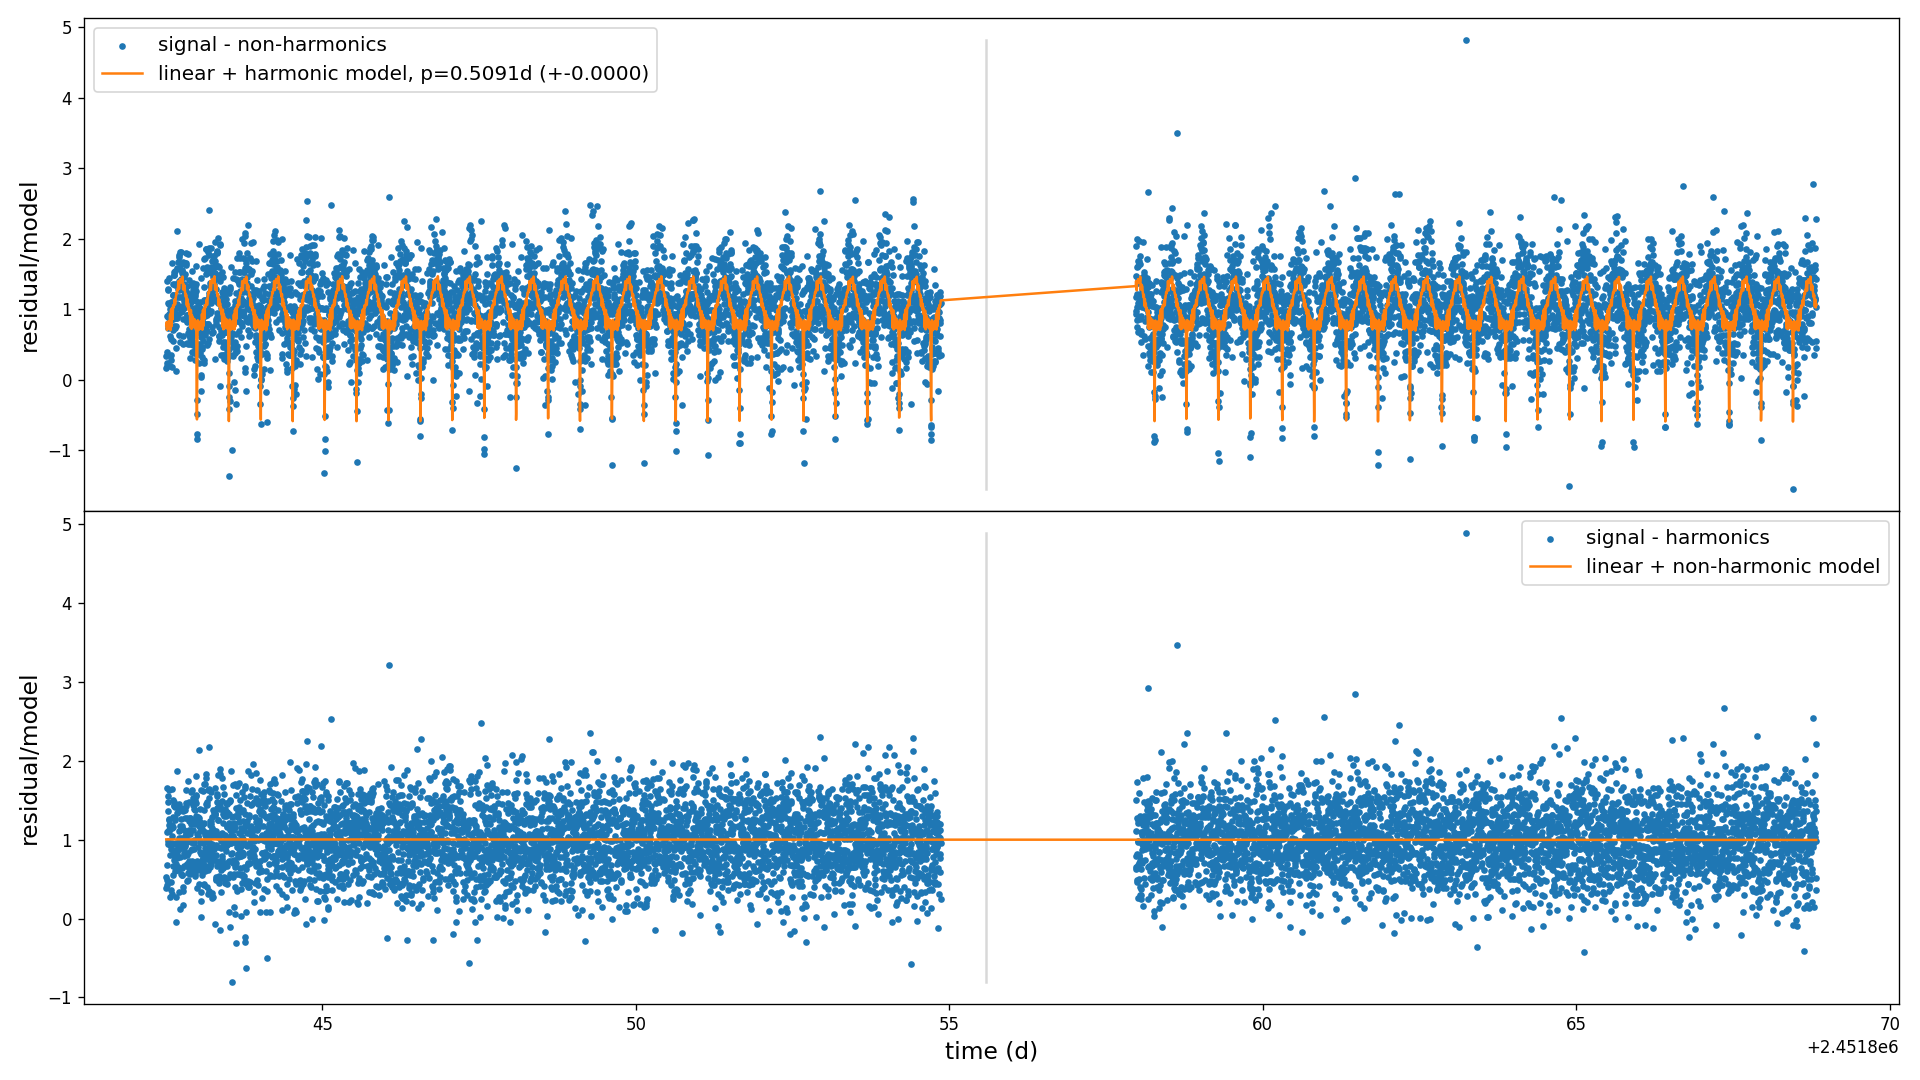 5
signal - non-harmonics
linear + harmonic model, p=0.5091d (+-0.0000)
4
3
2
1
0
−1
residual/model
5
signal - harmonics
linear + non-harmonic model
4
3
2
1
0
−1
residual/model
45
50
55
60
65
70
time (d)
+2.4518e6